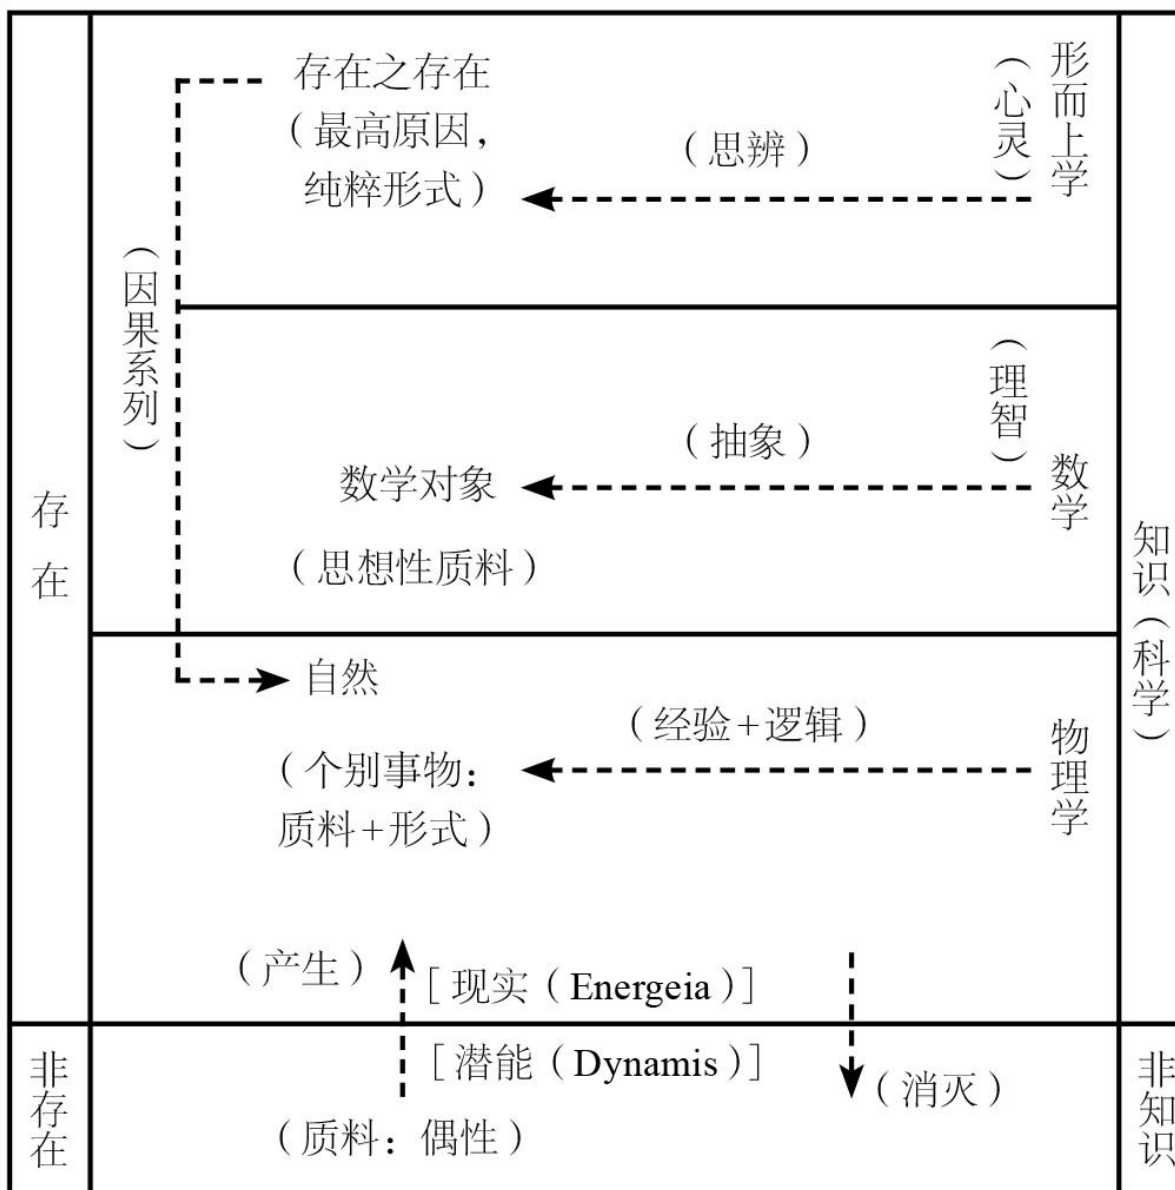 存在之存在
（最高原因，
纯粹形式）
（思辨）
（心灵）
形而上学
（因果系列）
（理智）
（抽象）
数学对象
数学
（思想性质料）
存在
知识（科学）
自然
（经验+逻辑）
（个别事物：
质料+形式）
物理学
（产生）
[现实（Energeia）]
[潜能（Dynamis）]
（消灭）
（质料：偶性）
非存在
非知识